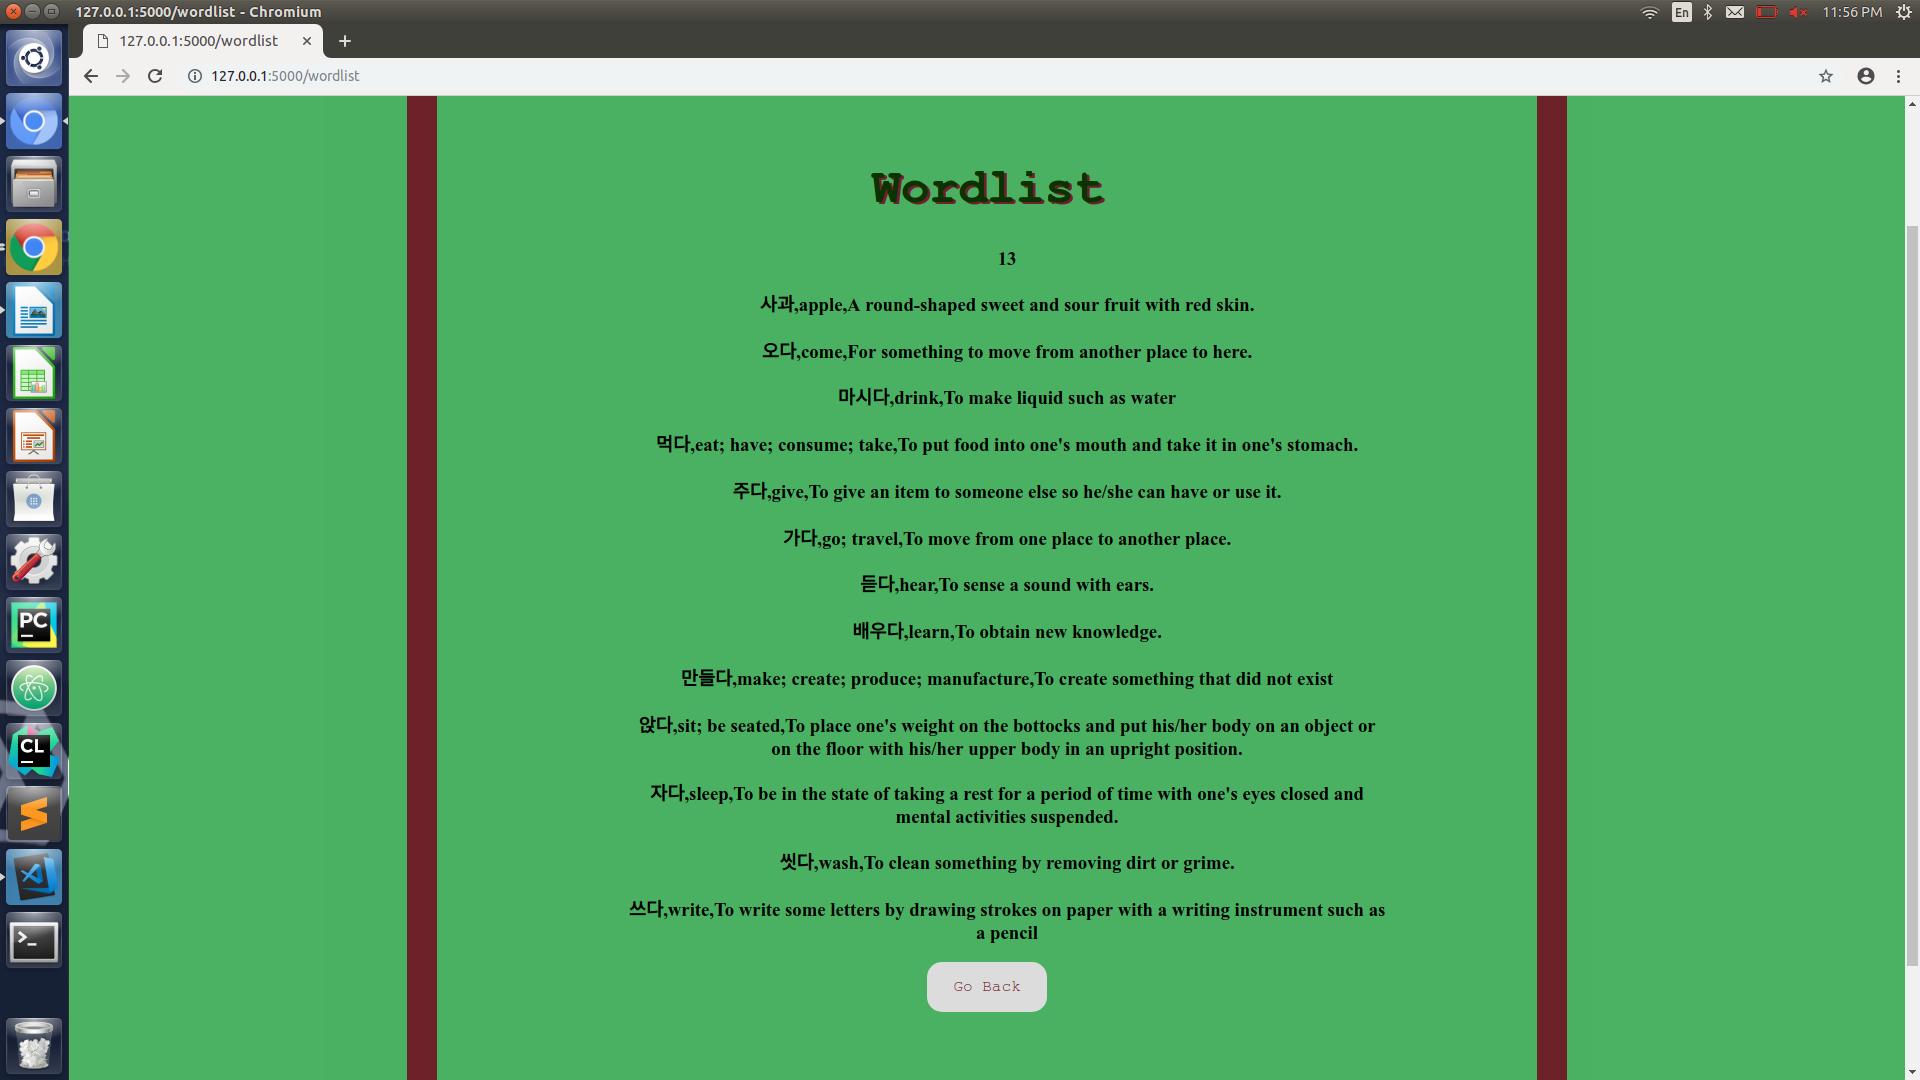 127.0.0.1:5000/wordlist - Chromium
En
11:56 PM
127.0.0.1:5000/wordlist
127.0.0.1:5000/wordlist
Wordlist
13
사과,apple,A round-shaped sweet and sour fruit with red skin.
오다,come,For something to move from another place to here.
마시다,drink,To make liquid such as water
먹다,eat; have; consume; take,To put food into one's mouth and take it in one's stomach.
주다,give,To give an item to someone else so he/she can have or use it.
가다,go; travel,To move from one place to another place.
듣다,hear,To sense a sound with ears.
배우다,learn,To obtain new knowledge.
만들다,make; create; produce; manufacture,To create something that did not exist
앉다,sit; be seated,To place one's weight on the bottocks and put his/her body on an object or
on the floor with his/her upper body in an upright position.
자다,sleep,To be in the state of taking a rest for a period of time with one's eyes closed and
mental activities suspended.
씻다,wash,To clean something by removing dirt or grime.
쓰다,write,To write some letters by drawing strokes on paper with a writing instrument such as
a pencil
Go Back
PC
CL